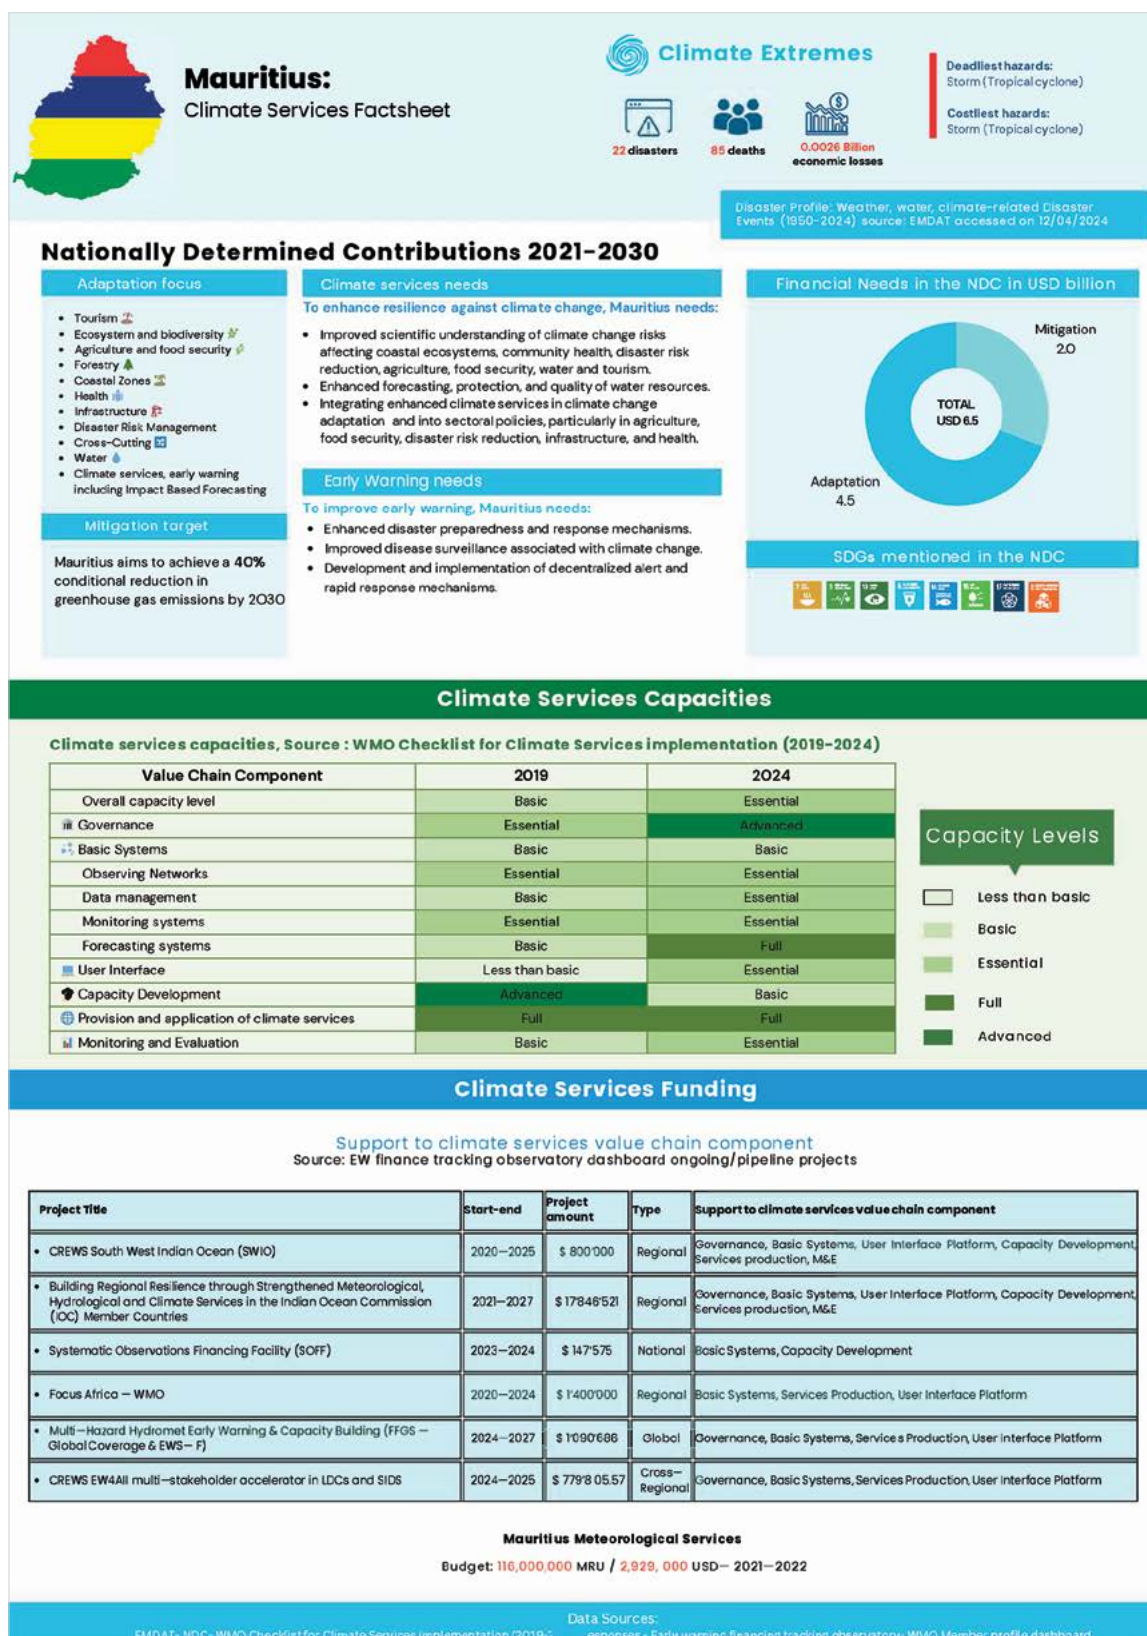 Mauritius:
Climate Services Factsheet
Climate Extremes
22 disasters
85 deaths
0.0026 Billion
economic losses
Deadliest hazards:
Storm (Tropical cyclone)
Costliest hazards:
Storm (Tropical cyclone)
Disaster Profile: Weather, water, climate-related Disaster
Events (1950-2024) source: EMDAT accessed on 12/04/2024
Nationally Determined Contributions 2021-2030
Adaptation focus
• Tourism
• Ecosystem and biodiversity
• Agriculture and food security
• Forestry
• Coastal Zones
• Health
• Infrastructure
• Disaster Risk Management
• Cross-Cutting
• Water
• Climate services, early warning
including Impact Based Forecasting
Mitigation target
Mauritius aims to achieve a 40%
conditional reduction in
greenhouse gas emissions by 2030
Climate services needs
To enhance resilience against climate change, Mauritius needs:
• Improved scientific understanding of climate change risks
affecting coastal ecosystems, community health, disaster risk
reduction, agriculture, food security, water and tourism.
• Enhanced forecasting, protection, and quality of water resources.
• Integrating enhanced climate services in climate change
adaptation and into sectoral policies, particularly in agriculture,
food security, disaster risk reduction, infrastructure, and health.
Early Warning needs
To improve early warning, Mauritius needs:
• Enhanced disaster preparedness and response mechanisms.
• Improved disease surveillance associated with climate change.
• Development and implementation of decentralized alert and
rapid response mechanisms.
Financial Needs in the NDC in USD billion
Mitigation
2.0
TOTAL
USD 6.5
Adaptation
4.5
SDGs mentioned in the NDC
Climate Services Capacities
Climate services capacities, Source : WMO Checklist for Climate Services implementation (2019-2024)
Value Chain Component 2019 2024
Overall capacity level Basic Essential
Governance Essential Advanced
Basic Systems Basic Basic
Observing Networks Essential Essential
Data management Basic Essential
Monitoring systems Essential Essential
Forecasting systems Basic Full
User Interface Less than basic Essential
Capacity Development Advanced Basic
Provision and application of climate services Full Full
Monitoring and Evaluation Basic Essential
Capacity Levels
Less than basic
Basic
Essential
Full
Advanced
Climate Services Funding
Support to climate services value chain component
Source: EW finance tracking observatory dashboard ongoing/pipeline projects
Project Title Start-end Project amount Type Support to climate services value chain component
• CREWS South West Indian Ocean (SWIO) 2020—2025 $ 800'000 Regional Governance, Basic Systems, User Interface Platform, Capacity Development, Services production, M&E
• Building Regional Resilience through Strengthened Meteorological, Hydrological and Climate Services in the Indian Ocean Commission (IOC) Member Countries 2021—2027 $ 17846'521 Regional Governance, Basic Systems, User Interface Platform, Capacity Development, Services production, M&E
• Systematic Observations Financing Facility (SOFF) 2023—2024 $ 147'575 National Basic Systems, Capacity Development
• Focus Africa — WMO 2020—2024 $ 1'400'000 Regional Basic Systems, Services Production, User Interface Platform
• Multi—Hazard Hydromet Early Warning & Capacity Building (FFGS — Global Coverage & EWS— F) 2024—2027 $ 1'090'686 Global Governance, Basic Systems, Services Production, User Interface Platform
• CREWS EW4All multi—stakeholder accelerator in LDCs and SIDS 2024—2025 $ 779'8 05.57 Cross—Regional Governance, Basic Systems, Services Production, User Interface Platform
Mauritius Meteorological Services
Budget: 116,000,000 MRU / 2,929, 000 USD— 2021—2022
Data Sources: